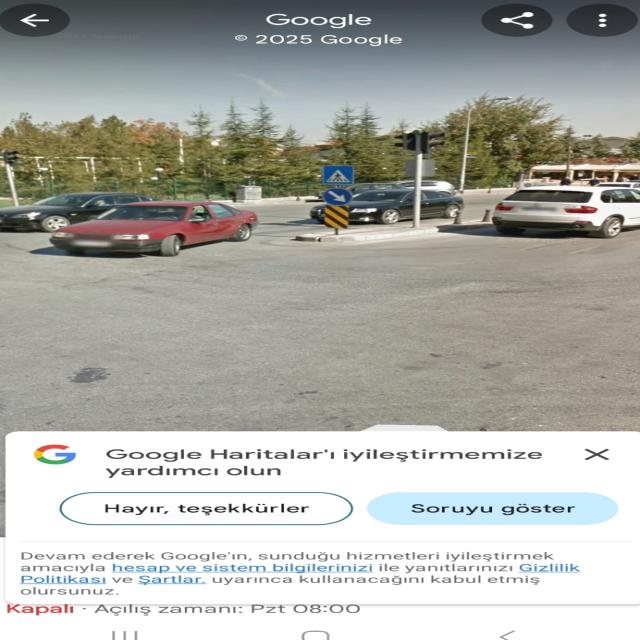 Google
© 2025 Google
Google Haritalar'ı iyileştirmemize
yardımcı olun
Hayır, teşekkürler
Soruyu göster
Devam ederek Google'ın, sunduğu hizmetleri iyileştirmek
amacıyla hesap ve sistem bilgilerinizi ile yanıtlarınızı Gizlilik
Politikası ve Şartlar, uyarınca kullanacağını kabul etmiş
olursunuz.
Kapalı · Açılış zamanı: Pzt 08:00